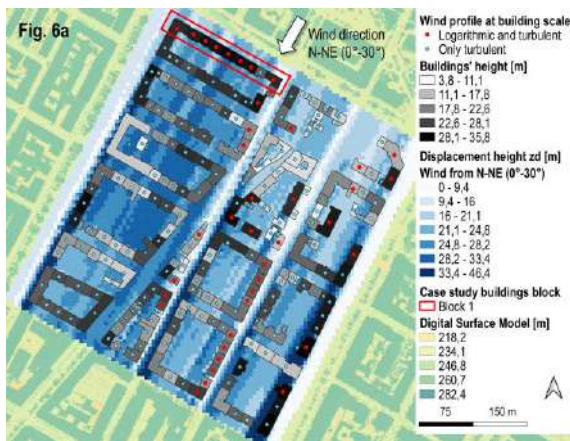 Fig. 6a
Wind direction
N-NE (0°-30°)
Wind profile at building scale
Logarithmic and turbulent
Only turbulent
Buildings' height [m]
3,8 - 11,1
11,1 - 17,8
17,8 - 22,6
22,6 - 28,1
28,1 - 35,8
Displacement height zd [m]
Wind from N-NE (0°-30°)
0 - 9,4
9,4 - 16
16 - 21,1
21,1 - 24,8
24,8 - 28,2
28,2 - 33,4
33,4 - 46,4
Case study buildings block
Block 1
Digital Surface Model [m]
218,2
234,1
246,8
260,7
282,4
75 150 m